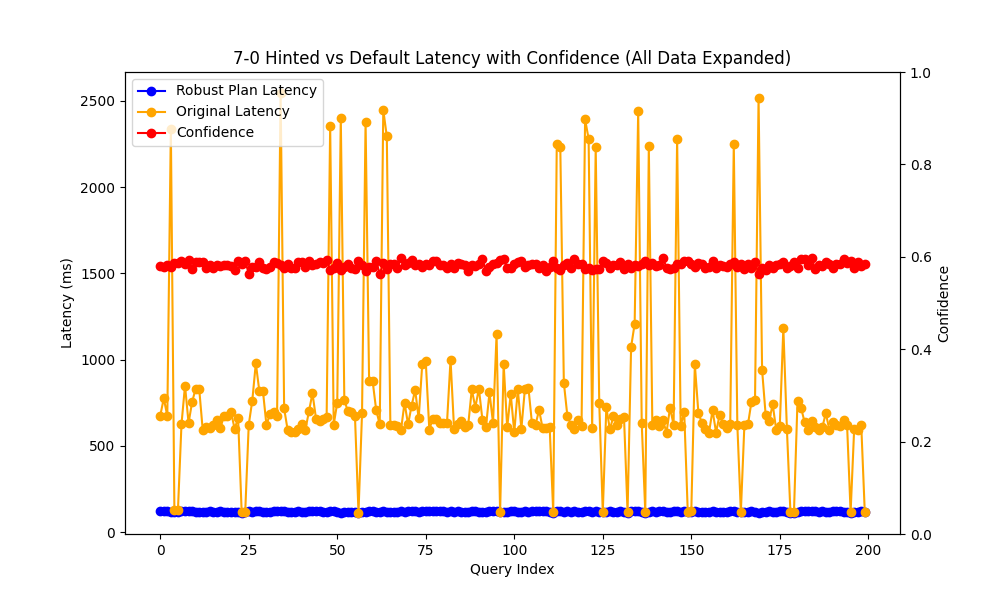 7-0 Hinted vs Default Latency with Confidence (All Data Expanded)
Robust Plan Latency
Original Latency
Confidence
Latency (ms)
2500
2000
1500
1000
500
0
1.0
0.8
0.6
0.4
0.2
0.0
Confidence
0 25 50 75 100 125 150 175 200
Query Index